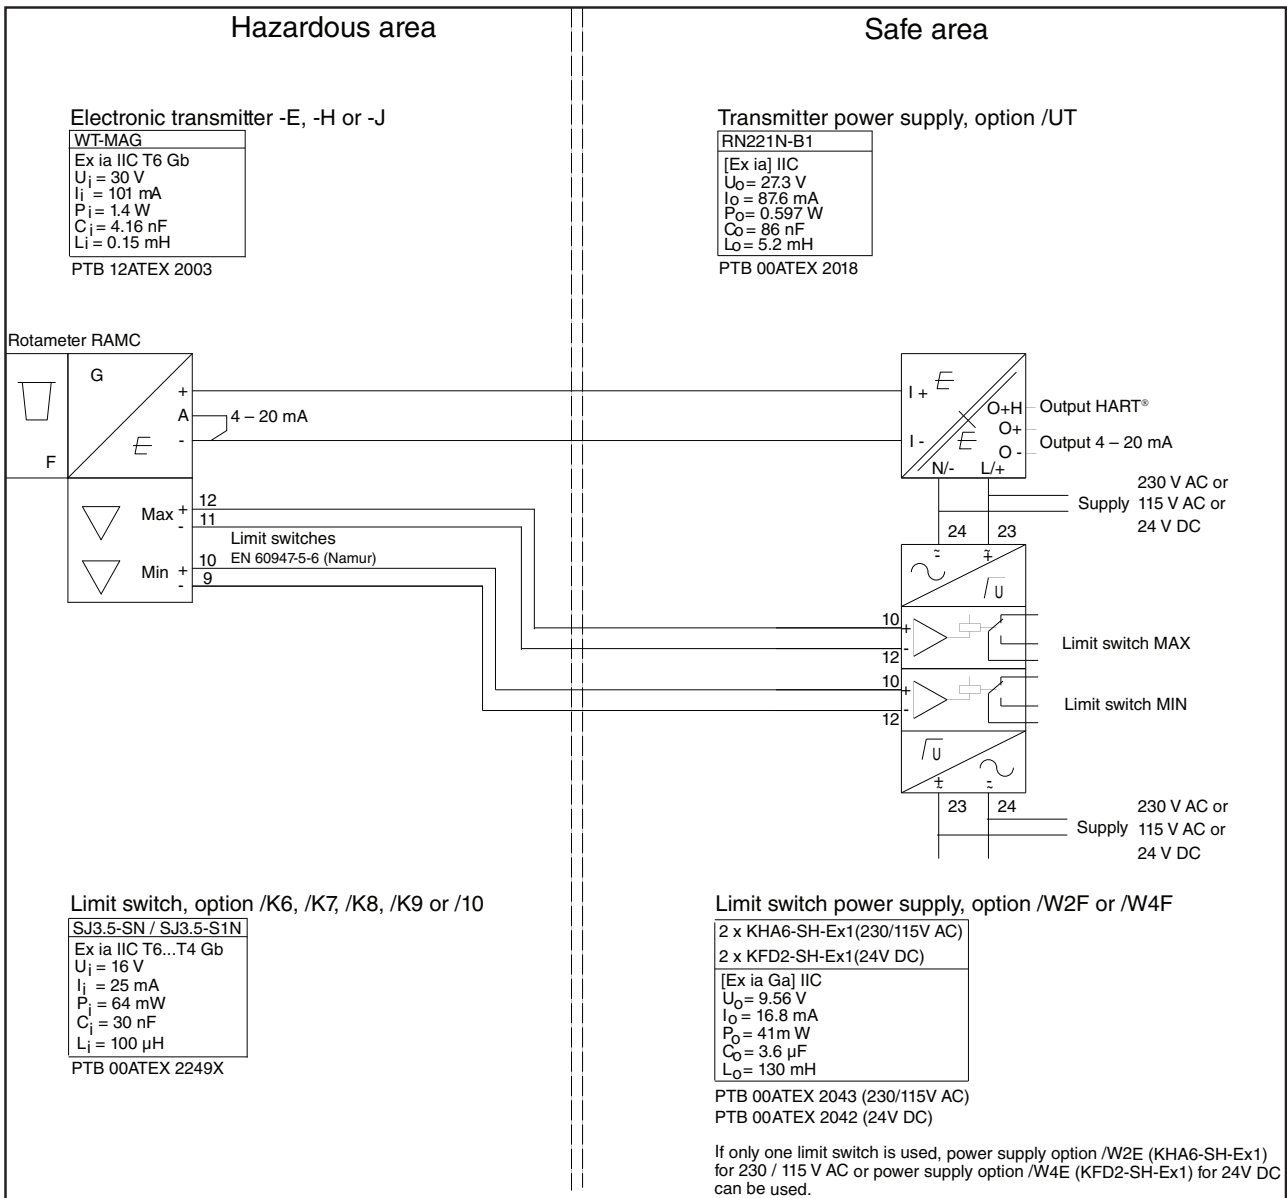 Hazardous area
Safe area
Electronic transmitter -E, -H or -J
WT-MAG
Ex ia IIC T6 Gb
Ui = 30 V
Ii = 101 mA
Pi = 1.4 W
Ci = 4.16 nF
Li = 0.15 mH
PTB 12ATEX 2003
Transmitter power supply, option /UT
RN221N-B1
[Ex ia] IIC
Uo = 27.3 V
Io = 87.6 mA
Po = 0.597 W
Co = 86 nF
Lo = 5.2 mH
PTB 00ATEX 2018
Rotameter RAMC
G
F
E
+
A
-
4 – 20 mA
I +
I -
E
E
O+H
O+
O -
Output HART®
Output 4 – 20 mA
N/-
L/+
230 V AC or
Supply 115 V AC or
24 V DC
24
23
Max +
-
12
11
Limit switches
EN 60947-5-6 (Namur)
Min +
-
10
9
~
+
U
10
+
-
12
Limit switch MAX
10
+
-
12
Limit switch MIN
U
+
~
23
24
230 V AC or
Supply 115 V AC or
24 V DC
Limit switch, option /K6, /K7, /K8, /K9 or /10
SJ3.5-SN / SJ3.5-S1N
Ex ia IIC T6...T4 Gb
Ui = 16 V
Ii = 25 mA
Pi = 64 mW
Ci = 30 nF
Li = 100 µH
PTB 00ATEX 2249X
Limit switch power supply, option /W2F or /W4F
2 x KHA6-SH-Ex1(230/115V AC)
2 x KFD2-SH-Ex1(24V DC)
[Ex ia Ga] IIC
Uo = 9.56 V
Io = 16.8 mA
Po = 41m W
Co = 3.6 µF
Lo = 130 mH
PTB 00ATEX 2043 (230/115V AC)
PTB 00ATEX 2042 (24V DC)
If only one limit switch is used, power supply option /W2E (KHA6-SH-Ex1)
for 230 / 115 V AC or power supply option /W4E (KFD2-SH-Ex1) for 24V DC
can be used.